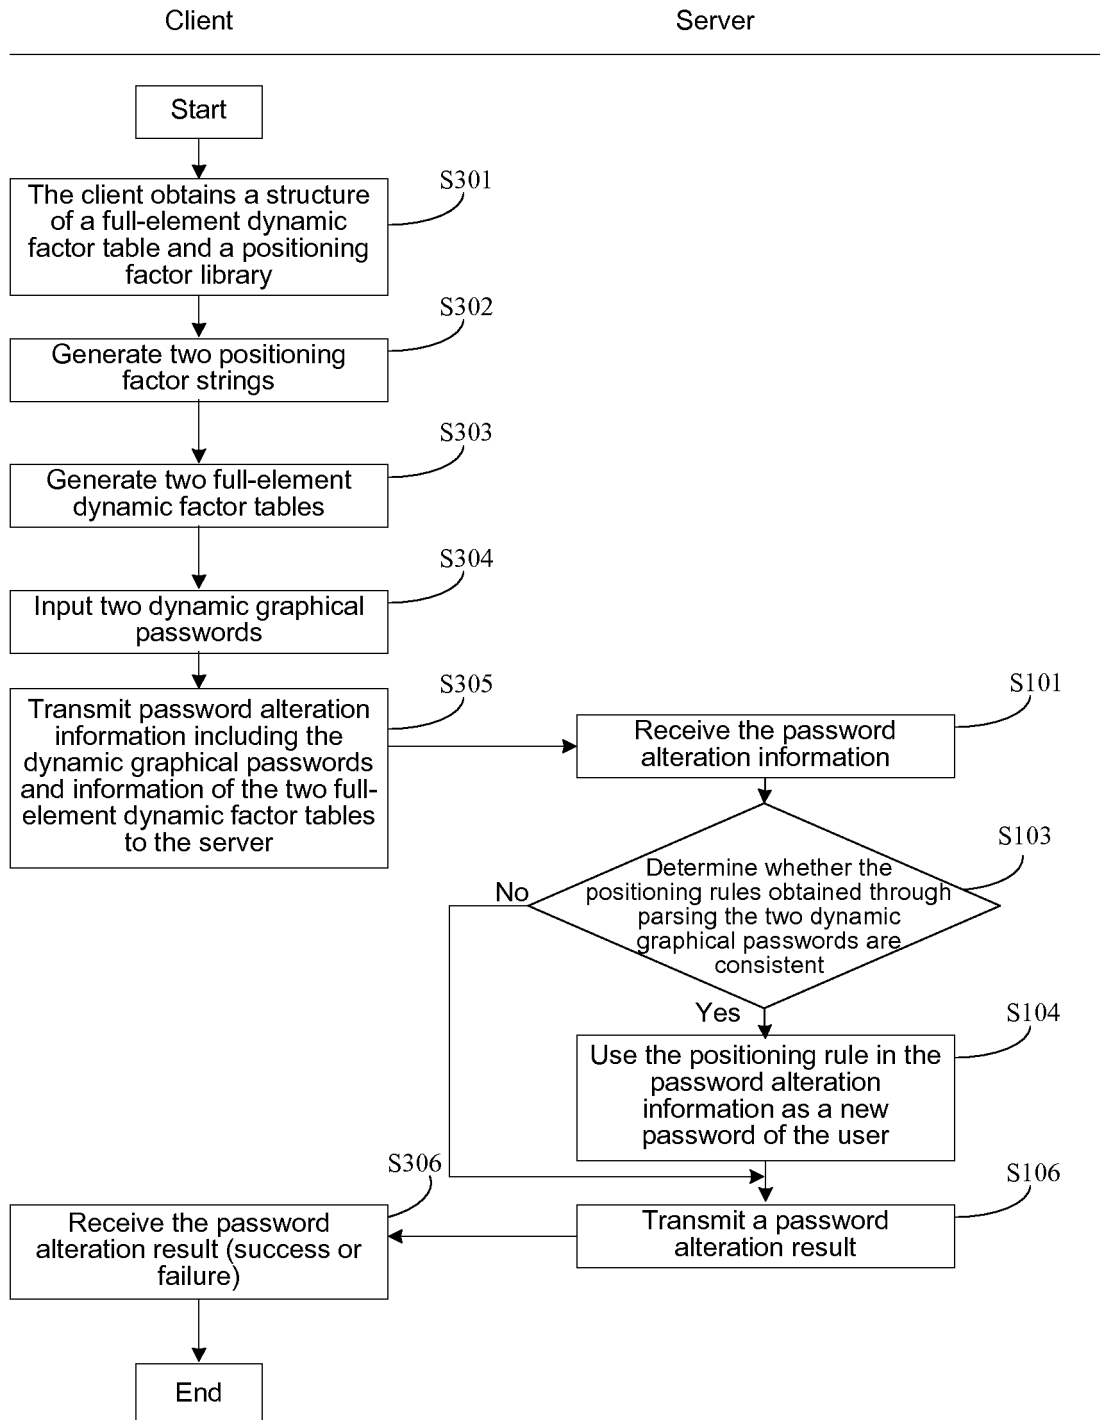 Client
Server
Start
S301
The client obtains a structure
of a full-element dynamic
factor table and a positioning
factor library
S302
Generate two positioning
factor strings
S303
Generate two full-element
dynamic factor tables
S304
Input two dynamic graphical
passwords
S305
Transmit password alteration
information including the
dynamic graphical passwords
and information of the two full-
element dynamic factor tables
to the server
S101
Receive the password
alteration information
S103
Determine whether the
positioning rules obtained through
parsing the two dynamic
graphical passwords are
consistent
No
Yes
S104
Use the positioning rule in the
password alteration
information as a new
password of the user
S106
Transmit a password
alteration result
S306
Receive the password
alteration result (success or
failure)
End